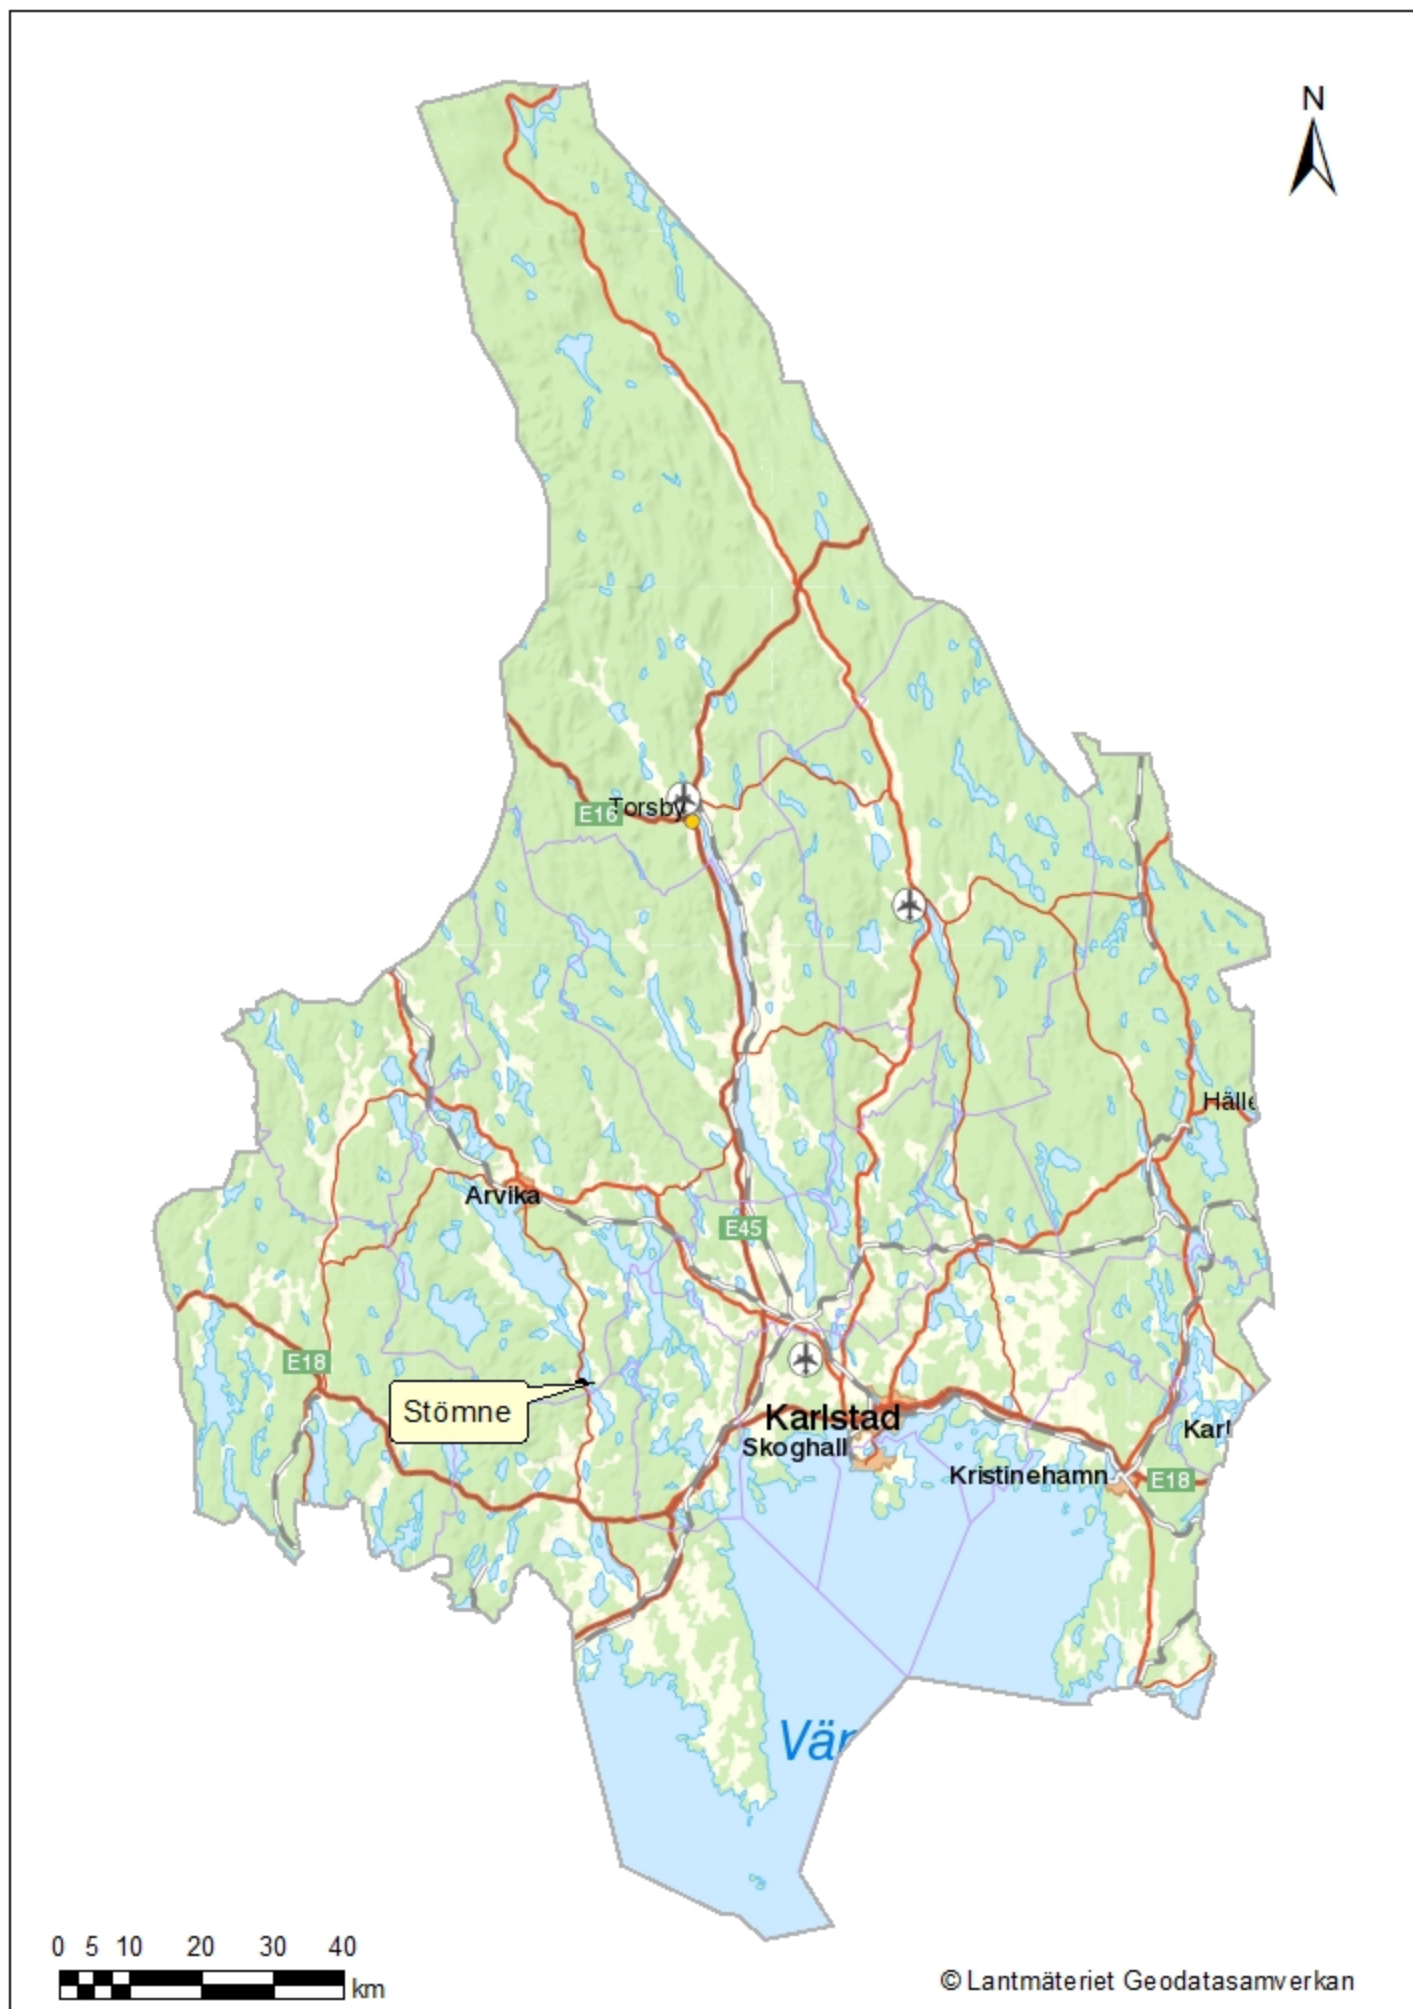 N
Torsby
E16
Hälle
Arvika
E45
E18
Stömne
Karlstad
Skoghall
Karl
Kristinehamn
E18
Vär
0 5 10 20 30 40
km
© Lantmäteriet Geodatasamverkan